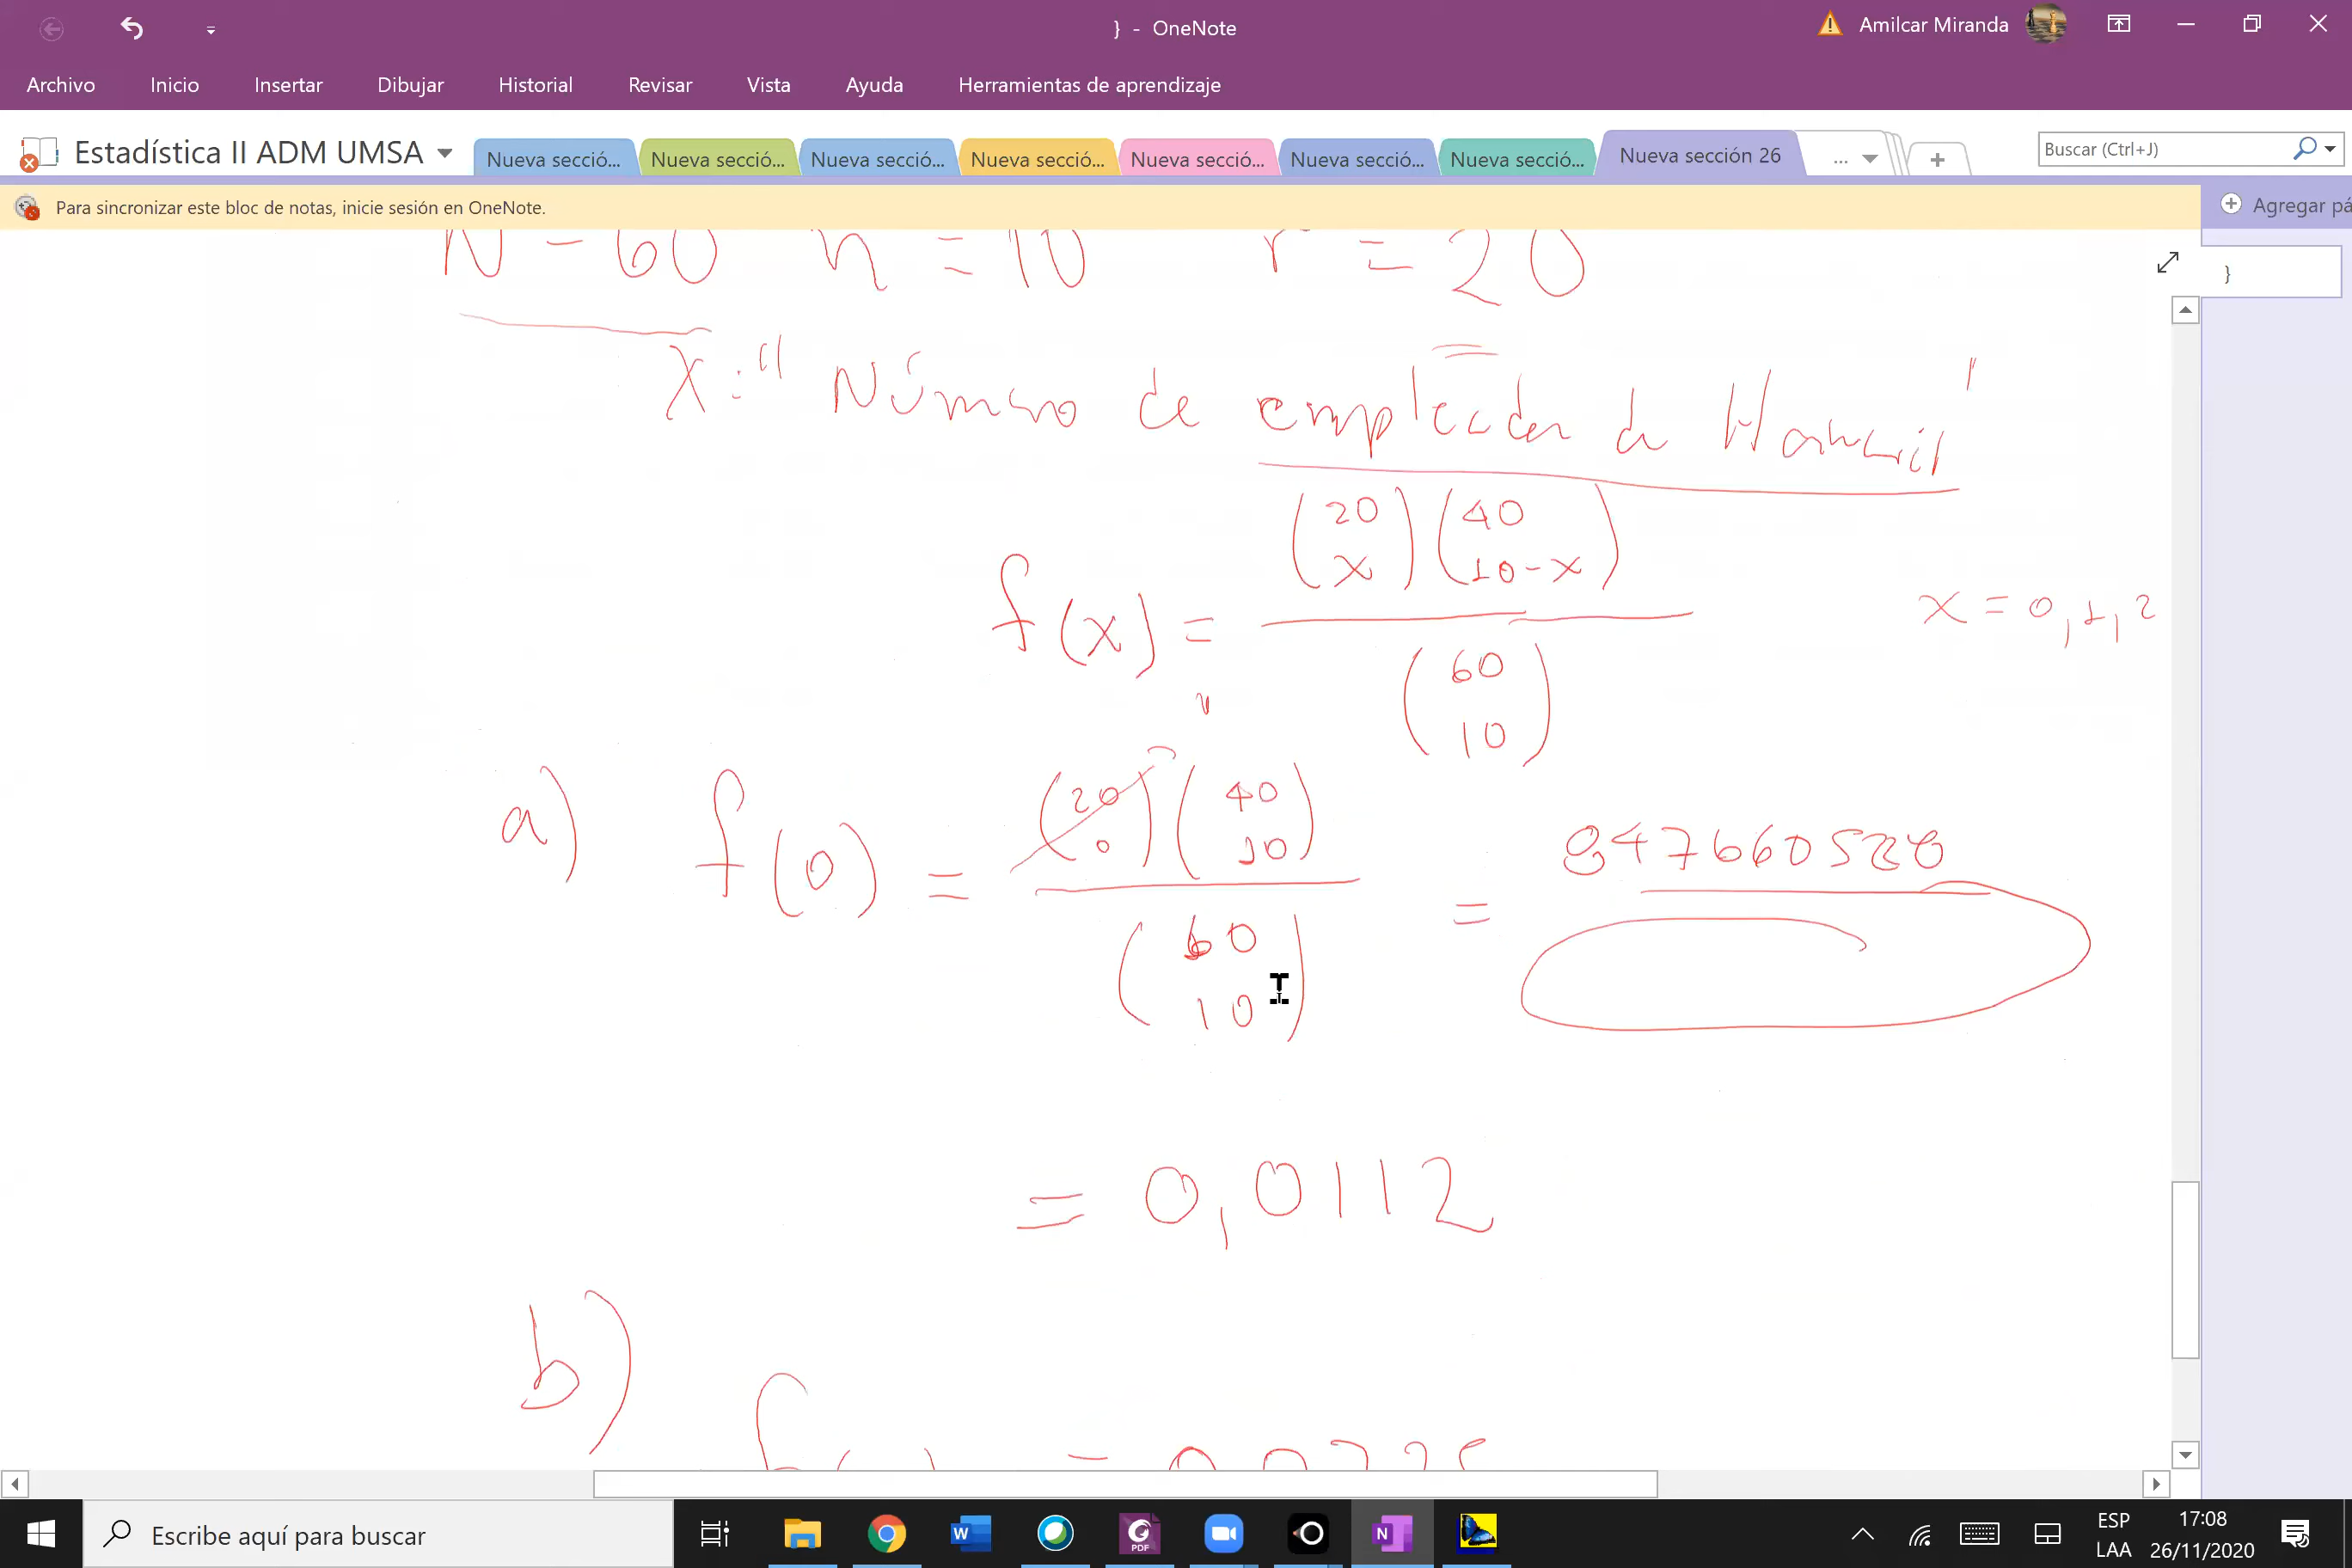 } - OneNote
Amilcar Miranda
Archivo Inicio Insertar Dibujar Historial Revisar Vista Ayuda Herramientas de aprendizaje
Estadística II ADM UMSA Nueva secció... Nueva secció... Nueva secció... Nueva secció... Nueva secció... Nueva secció... Nueva secció... Nueva sección 26 ... + Buscar (Ctrl+J)
Para sincronizar este bloc de notas, inicie sesión en OneNote.
Agregar pá
}
N = 60 n = 10 r = 20
X: " Número de empleados de Hawaii "
f(x) = (20 x)(40 10-x) / (60 10) x = 0, 1, 2
a) f(0) = (20 0)(40 10) / (60 10) = 847660528
= 0,0112
b)
Escribe aquí para buscar
ESP
LAA
17:08
26/11/2020